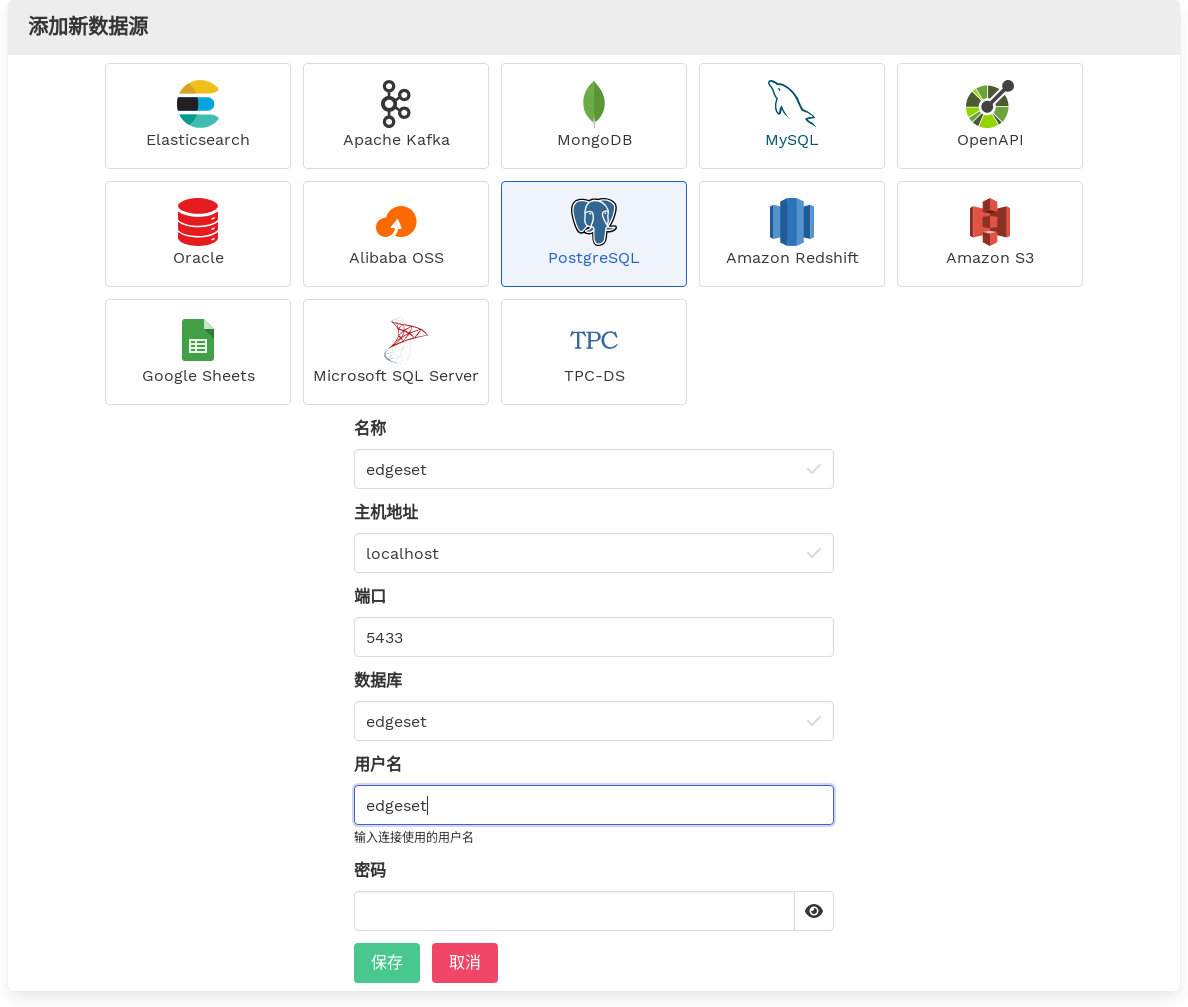 添加新数据源
Elasticsearch
Apache Kafka
MongoDB
MySQL
OpenAPI
Oracle
Alibaba OSS
PostgreSQL
Amazon Redshift
Amazon S3
Google Sheets
Microsoft SQL Server
TPC
TPC-DS
名称
edgeset
主机地址
localhost
端口
5433
数据库
edgeset
用户名
edgeset
输入连接使用的用户名
密码
保存
取消